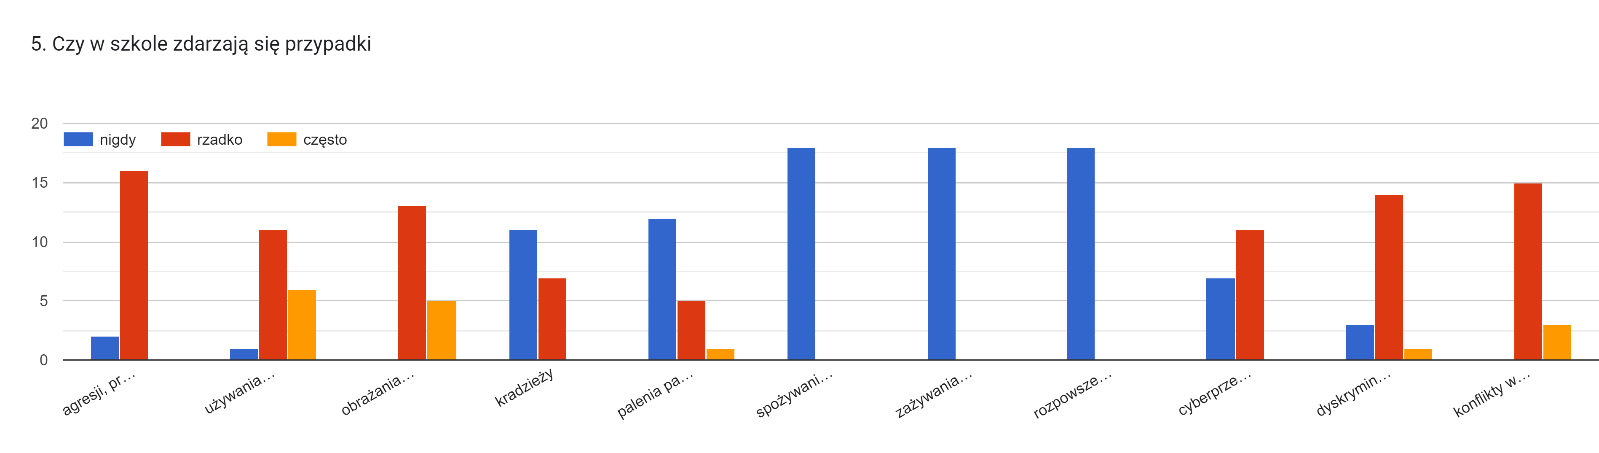 5. Czy w szkole zdarzają się przypadki
nigdy
rzadko
często
20
15
10
5
0
agresji, pr…
używania…
obrażania…
kradzieży
palenia pa…
spożywani…
zażywania…
rozpowsze…
cyberprze…
dyskrymin…
konflikty w…